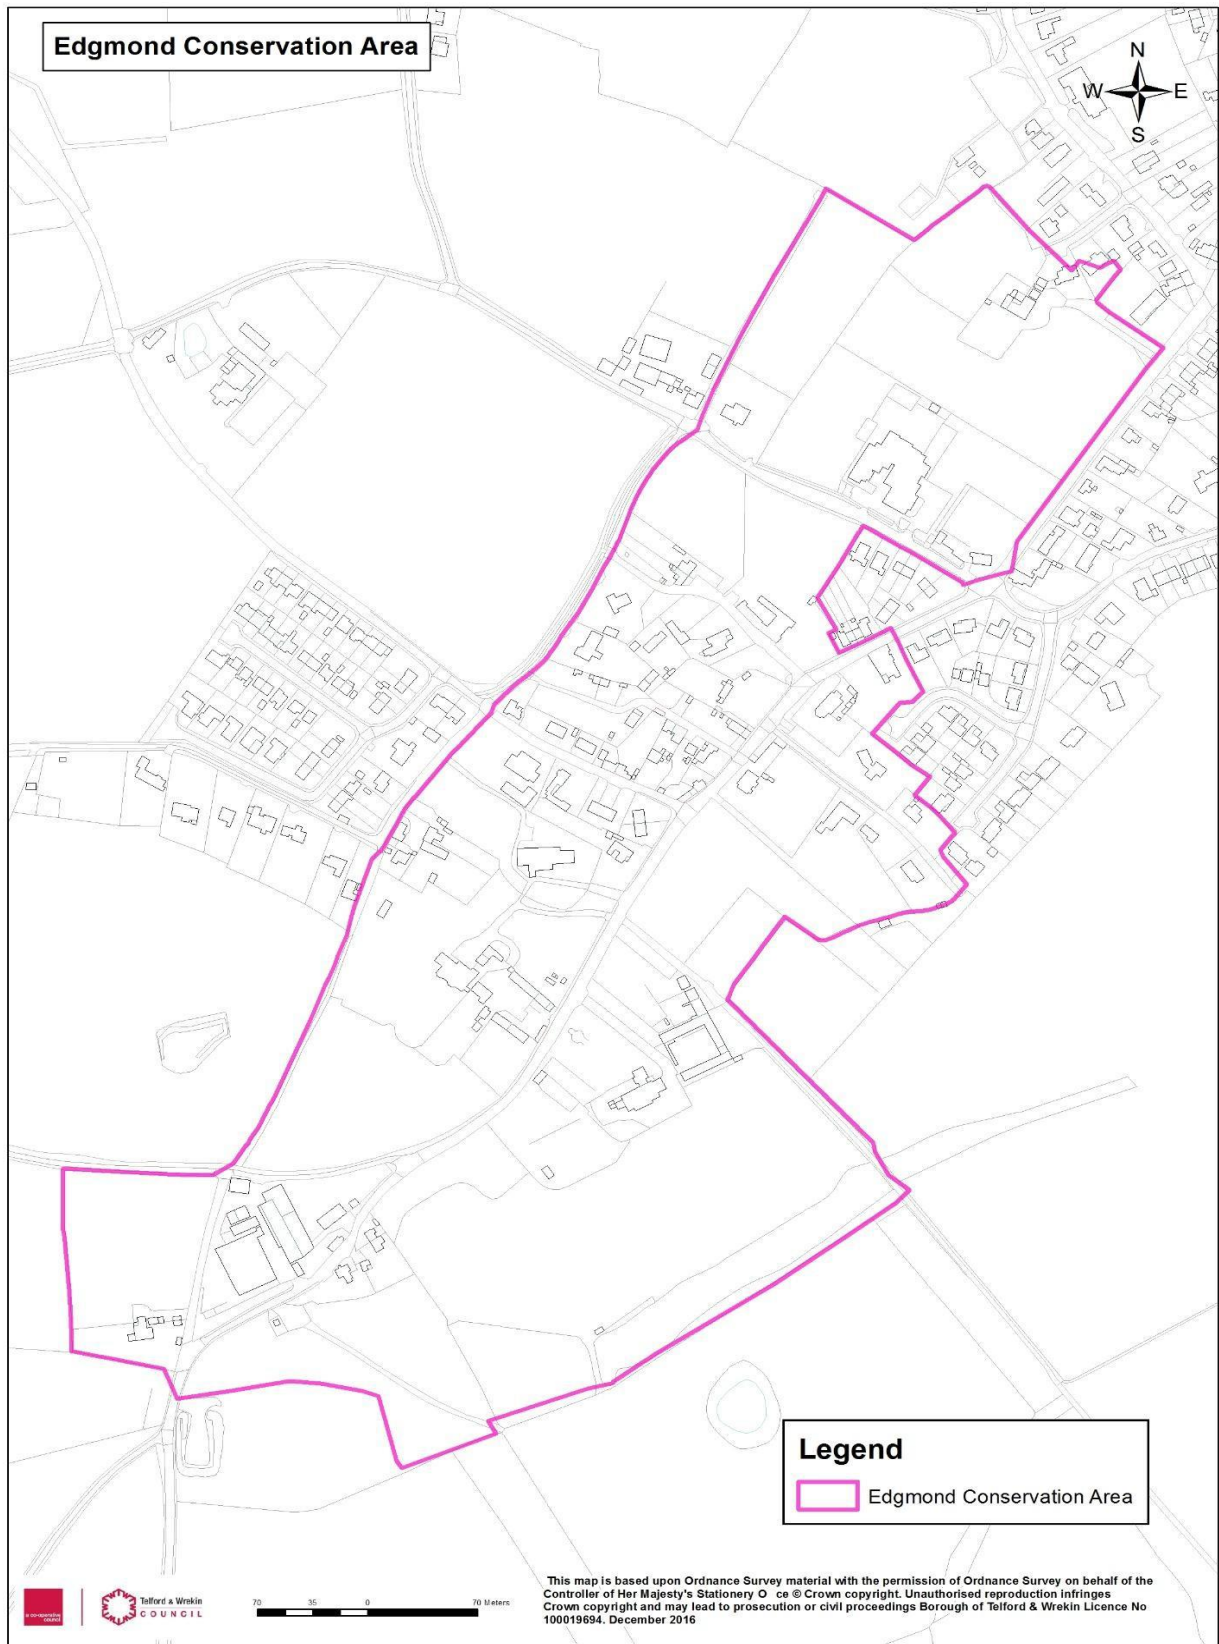 Edgmond Conservation Area
N
W E
S
Legend
Edgmond Conservation Area
a co-operative
council
Telford & Wrekin
COUNCIL
70 35 0 70 Meters
This map is based upon Ordnance Survey material with the permission of Ordnance Survey on behalf of the
Controller of Her Majesty's Stationery O ce © Crown copyright. Unauthorised reproduction infringes
Crown copyright and may lead to prosecution or civil proceedings Borough of Telford & Wrekin Licence No
100019694. December 2016